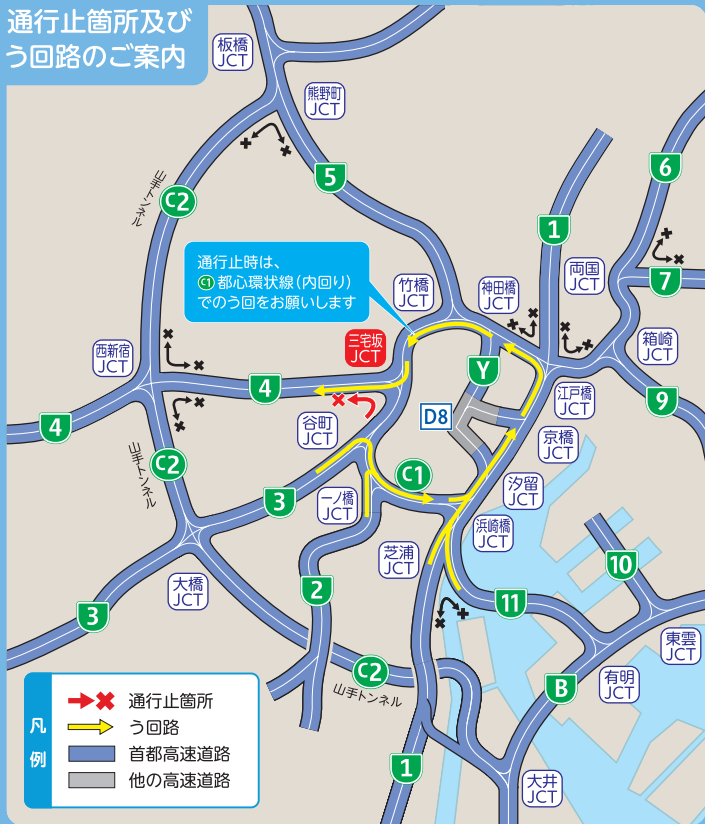 通行止箇所及び
う回路のご案内
板橋
JCT
熊野町
JCT
山手トンネル
C2
5
6
1
両国
JCT
7
通行止時は、
C1都心環状線（内回り）
でのう回をお願いします
竹橋
JCT
神田橋
JCT
三宅坂
JCT
箱崎
JCT
西新宿
JCT
4
Y
江戸橋
JCT
9
4
谷町
JCT
D8
京橋
JCT
山手トンネル
C2
C1
汐留
JCT
3
一ノ橋
JCT
浜崎橋
JCT
芝浦
JCT
10
大橋
JCT
2
11
3
東雲
JCT
C2
山手トンネル
有明
JCT
B
1
大井
JCT
凡例
通行止箇所
う回路
首都高速道路
他の高速道路